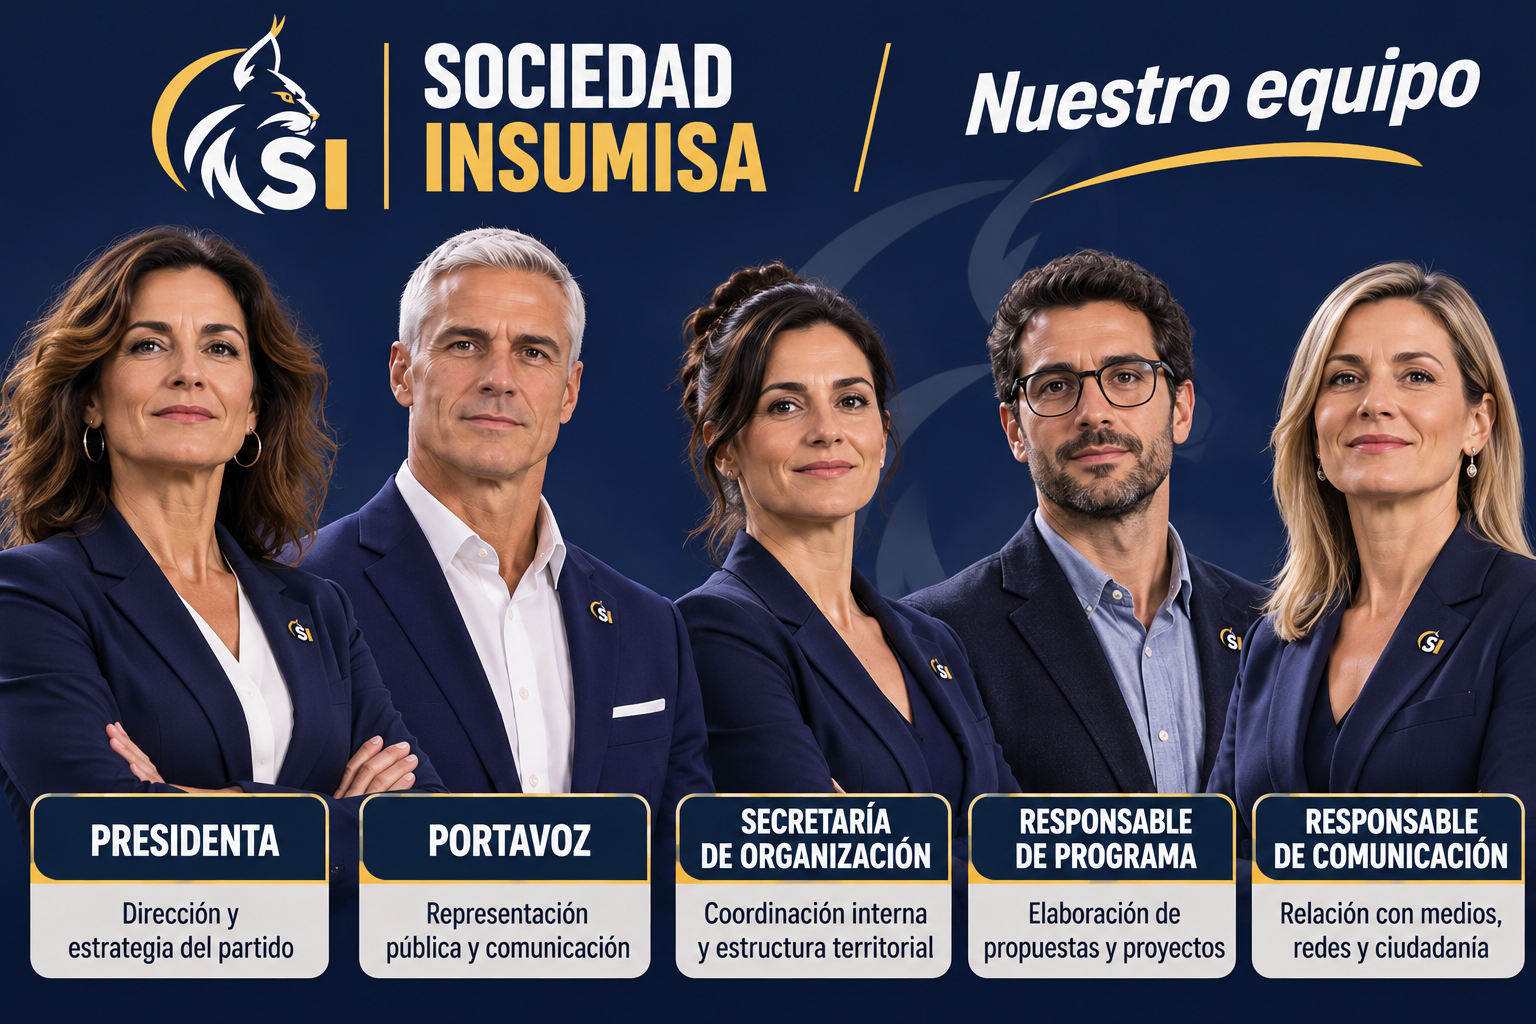 SI
SOCIEDAD
INSUMISA
Nuestro equipo
SI
SI
SI
SI
SI
PRESIDENTA
Dirección y
estrategia del partido
PORTAVOZ
Representación
pública y comunicación
SECRETARÍA
DE ORGANIZACIÓN
Coordinación interna
y estructura territorial
RESPONSABLE
DE PROGRAMA
Elaboración de
propuestas y proyectos
RESPONSABLE
DE COMUNICACIÓN
Relación con medios,
redes y ciudadanía